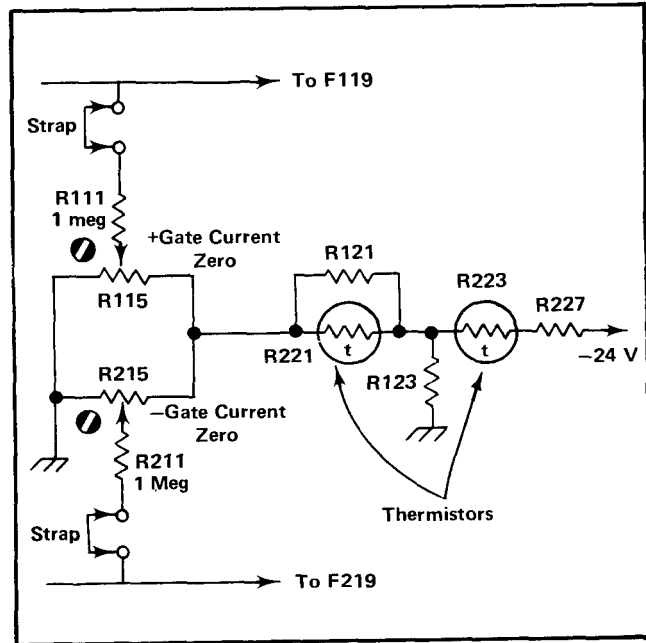 To F119
Strap
R111
1 meg
+Gate Current
Zero
R115
R121
R223
R227
−24 V
R221
t
t
R123
R215
−Gate Current
Zero
R211
1 Meg
Thermistors
Strap
To F219